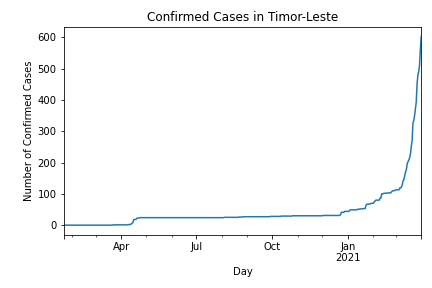 Confirmed Cases in Timor-Leste
Number of Confirmed Cases
600
500
400
300
200
100
0
Apr
Jul
Oct
Jan
2021
Day